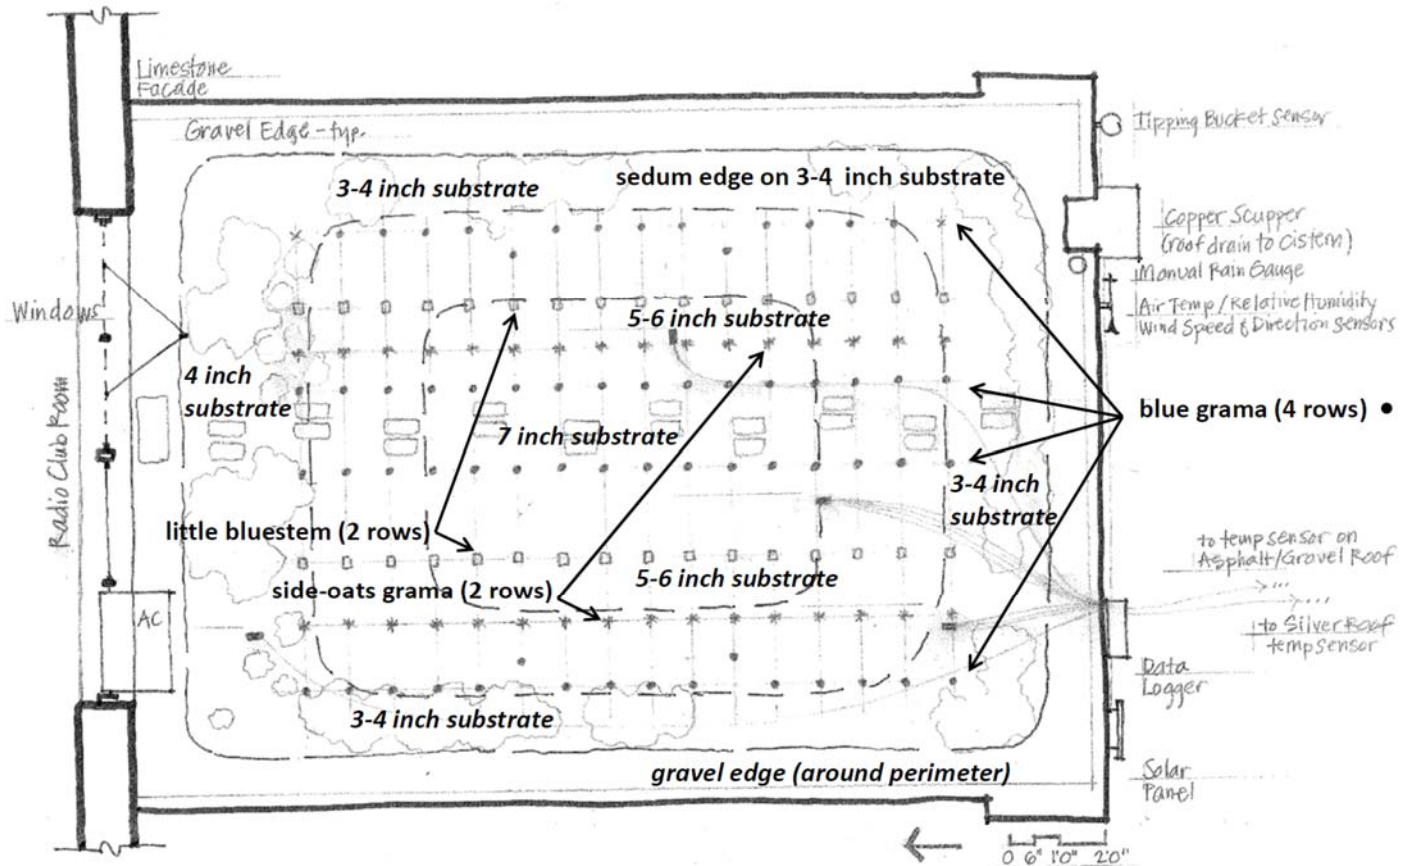 Limestone
Facade
Gravel Edge - typ.
Tipping Bucket Sensor
3-4 inch substrate
sedum edge on 3-4 inch substrate
Copper Scupper
(roof drain to Cistern)
Manual Rain Gauge
Air Temp/Relative Humidity
Wind Speed & Direction Sensors
Windows
5-6 inch substrate
4 inch
substrate
blue grama (4 rows)
7 inch substrate
Radio Club Room
3-4 inch
substrate
little bluestem (2 rows)
to temp sensor on
Asphalt/Gravel Roof
5-6 inch substrate
side-oats grama (2 rows)
AC
to Silver Roof
temp sensor
Data
Logger
3-4 inch substrate
gravel edge (around perimeter)
Solar
Panel
0 6" 1'0" 2'0"